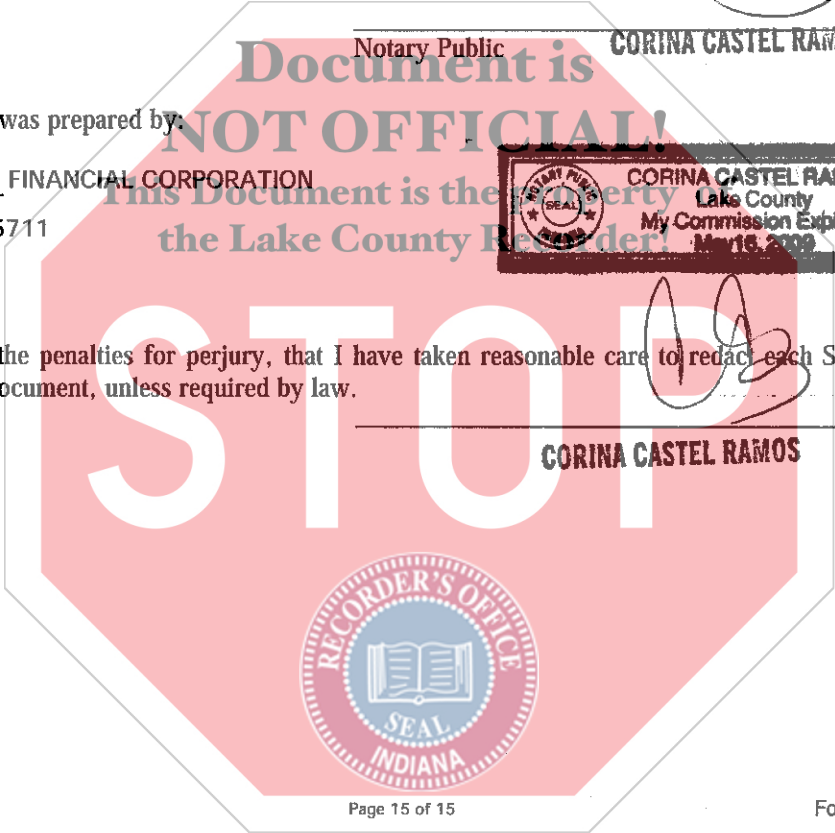 Notary Public
CORINA CASTEL RAM
Document is
NOT OFFICIAL!
This Document is the property of
the Lake County Recorder!
was prepared by:
FINANCIAL CORPORATION
5711
NOTARY PUBLIC
SEAL
INDIANA
CORINA CASTEL RA
Lake County
My Commission Expi
May 15, 2009
STOP
the penalties for perjury, that I have taken reasonable care to redact each S
ocument, unless required by law.
CORINA CASTEL RAMOS
RECORDER'S OFFICE
SEAL
INDIANA
Page 15 of 15
Fo